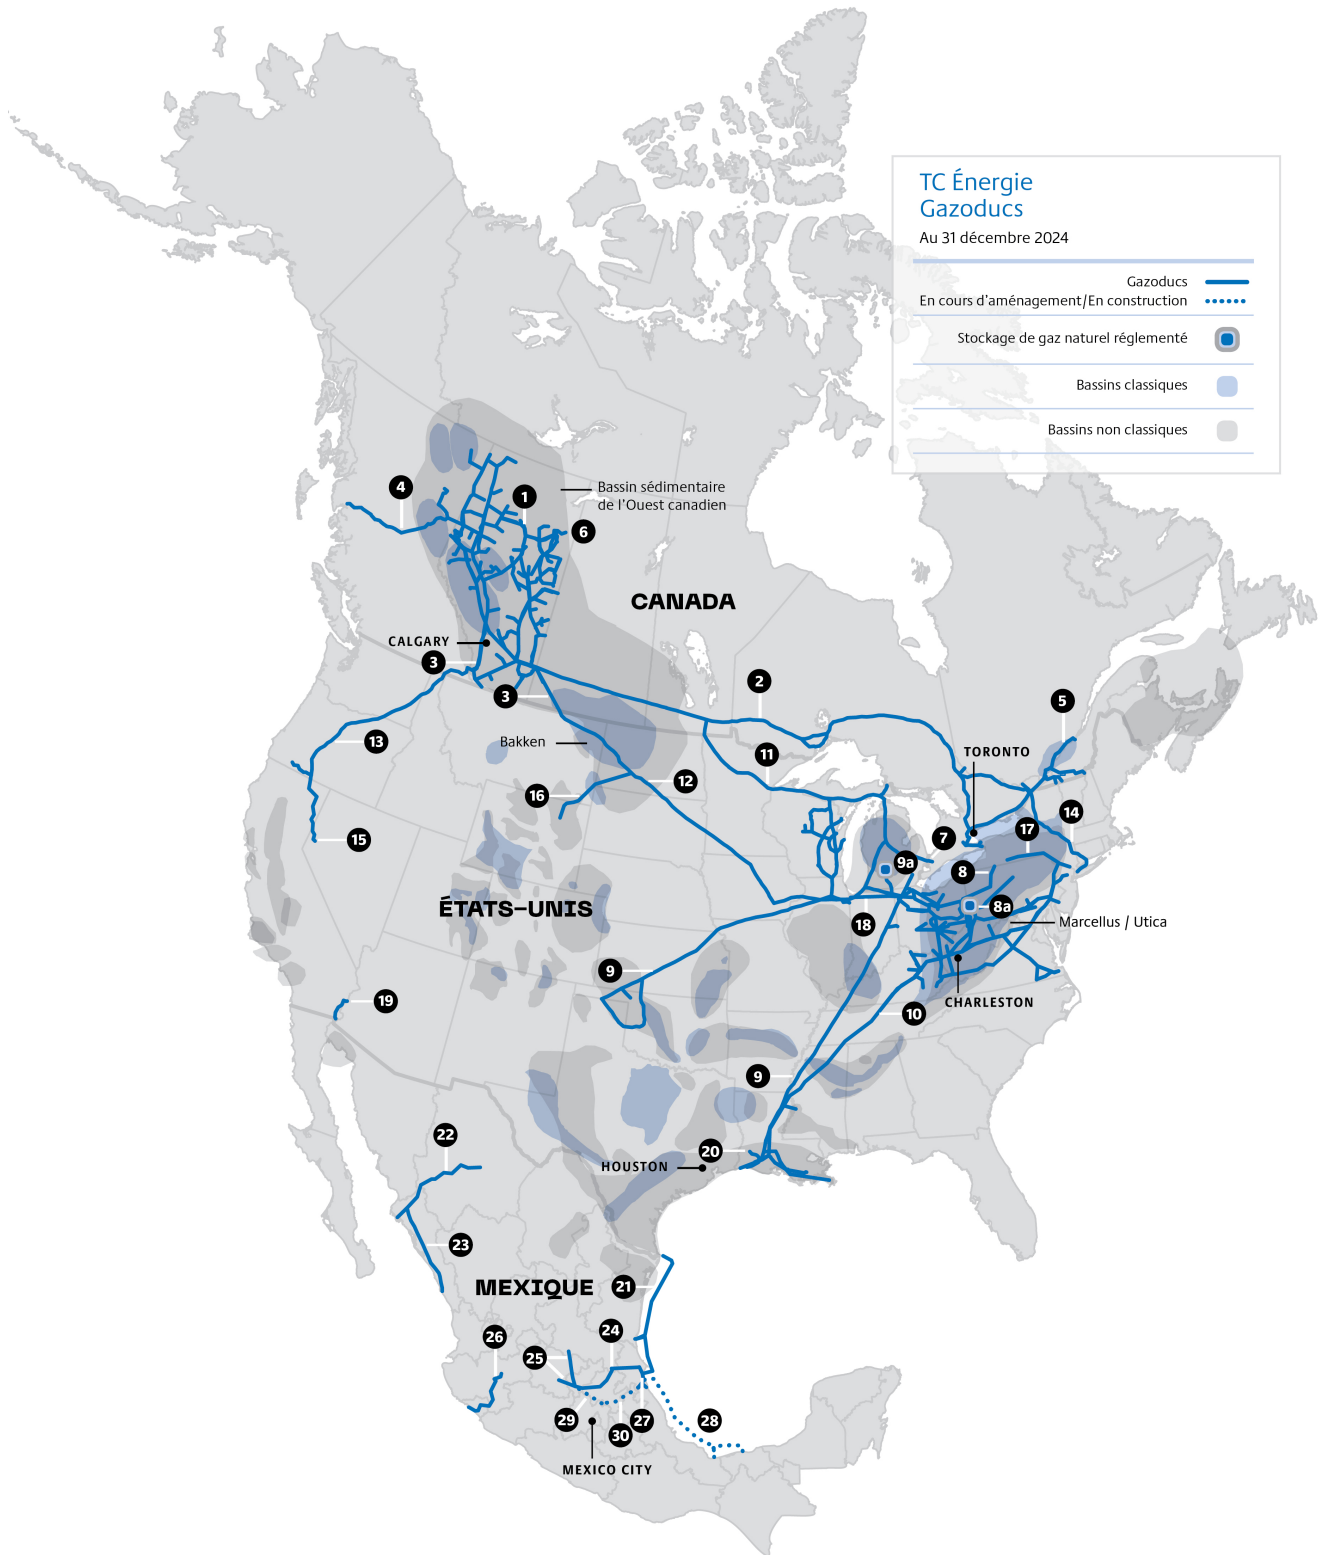 TC Énergie
Gazoducs
Au 31 décembre 2024
Gazoducs
En cours d'aménagement/En construction
Stockage de gaz naturel réglementé
Bassins classiques
Bassins non classiques
4
1
Bassin sédimentaire
de l'Ouest canadien
6
CANADA
CALGARY
3
3
2
5
13
Bakken
11
TORONTO
12
16
14
15
7
17
9a
8
ÉTATS-UNIS
8a
18
Marcellus / Utica
9
19
CHARLESTON
10
9
22
20
HOUSTON
23
MEXIQUE
21
24
26
25
29
30
27
28
MEXICO CITY